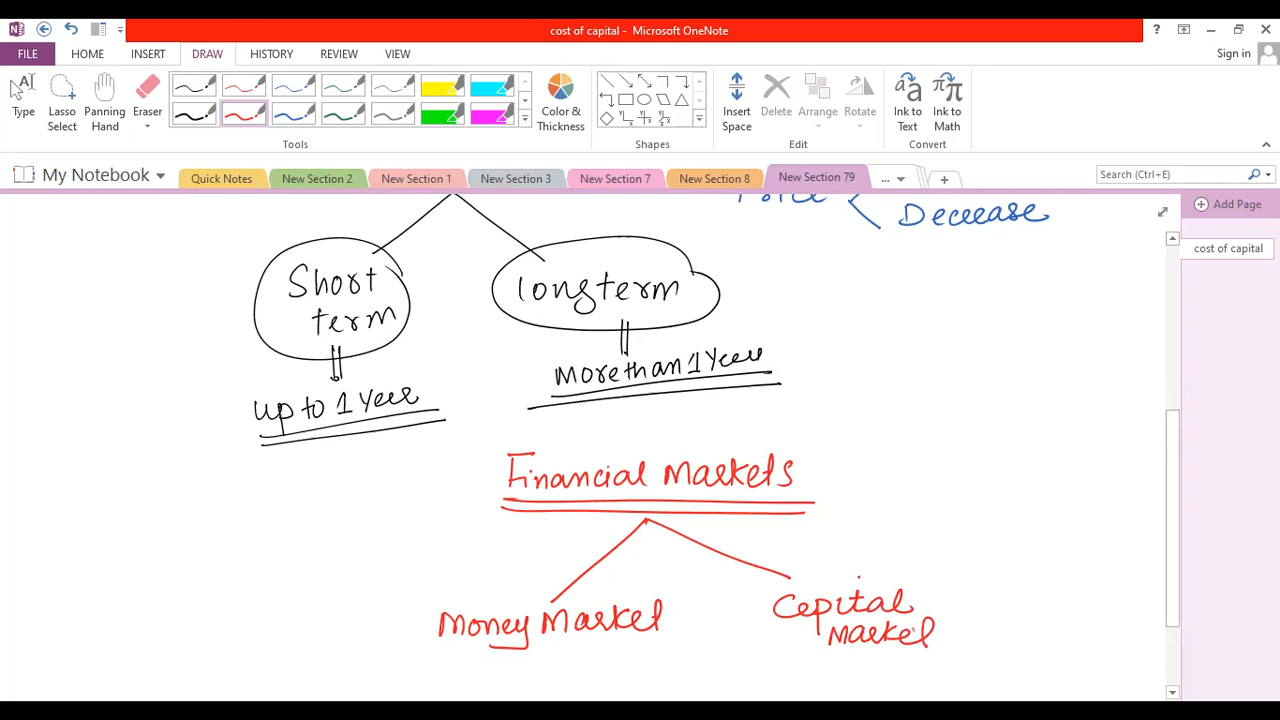 cost of capital - Microsoft OneNote
?
FILE HOME INSERT DRAW HISTORY REVIEW VIEW
Sign in
Type
Lasso
Select
Panning
Hand
Eraser
Color &
Thickness
Insert
Space
Delete
Arrange
Rotate
Ink to
Text
Ink to
Math
Tools Shapes Edit Convert
My Notebook Quick Notes New Section 2 New Section 1 New Section 3 New Section 7 New Section 8 New Section 79 ... Search (Ctrl+E)
Add Page
cost of capital
Decrease
Short
term
longterm
up to 1 Year
More than 1 Year
Financial Markets
Money Market
Cepital
Market